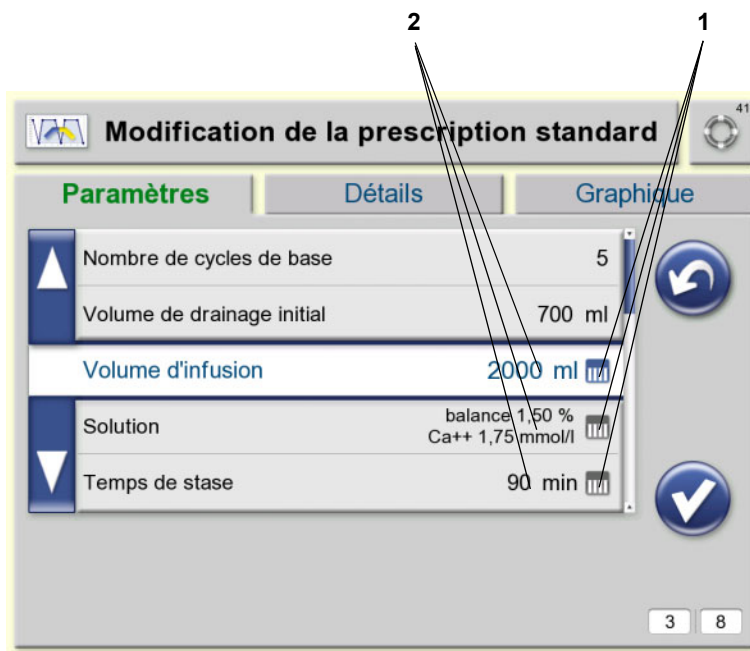 2 1
Modification de la prescription standard
41
Paramètres Détails Graphique
Nombre de cycles de base 5
Volume de drainage initial 700 ml
Volume d'infusion 2000 ml
Solution balance 1,50 %
Ca++ 1,75 mmol/l
Temps de stase 90 min
3 8